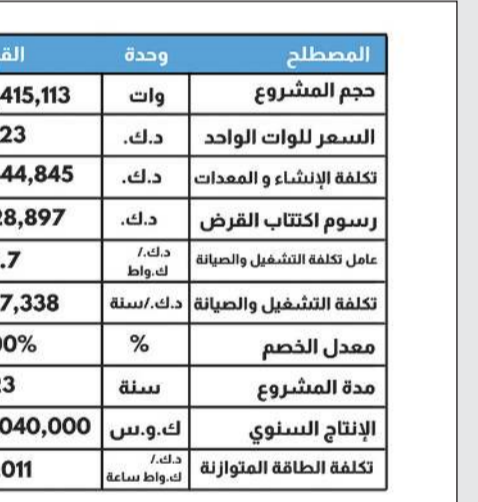 المصطلح وحدة
حجم المشروع وات 415,113
السعر للوات الواحد د.ك. 23
تكلفة الإنشاء و المعدات د.ك. 44,845
رسوم اكتتاب القرض د.ك. 28,897
عامل تكلفة التشغيل والصيانة د.ك./ ك.واط .7
تكلفة التشغيل والصيانة د.ك./سنة 7,338
معدل الخصم % 00%
مدة المشروع سنة 23
الإنتاج السنوي ك.و.س 040,000
تكلفة الطاقة المتوازنة د.ك./ ك.واط ساعة 011